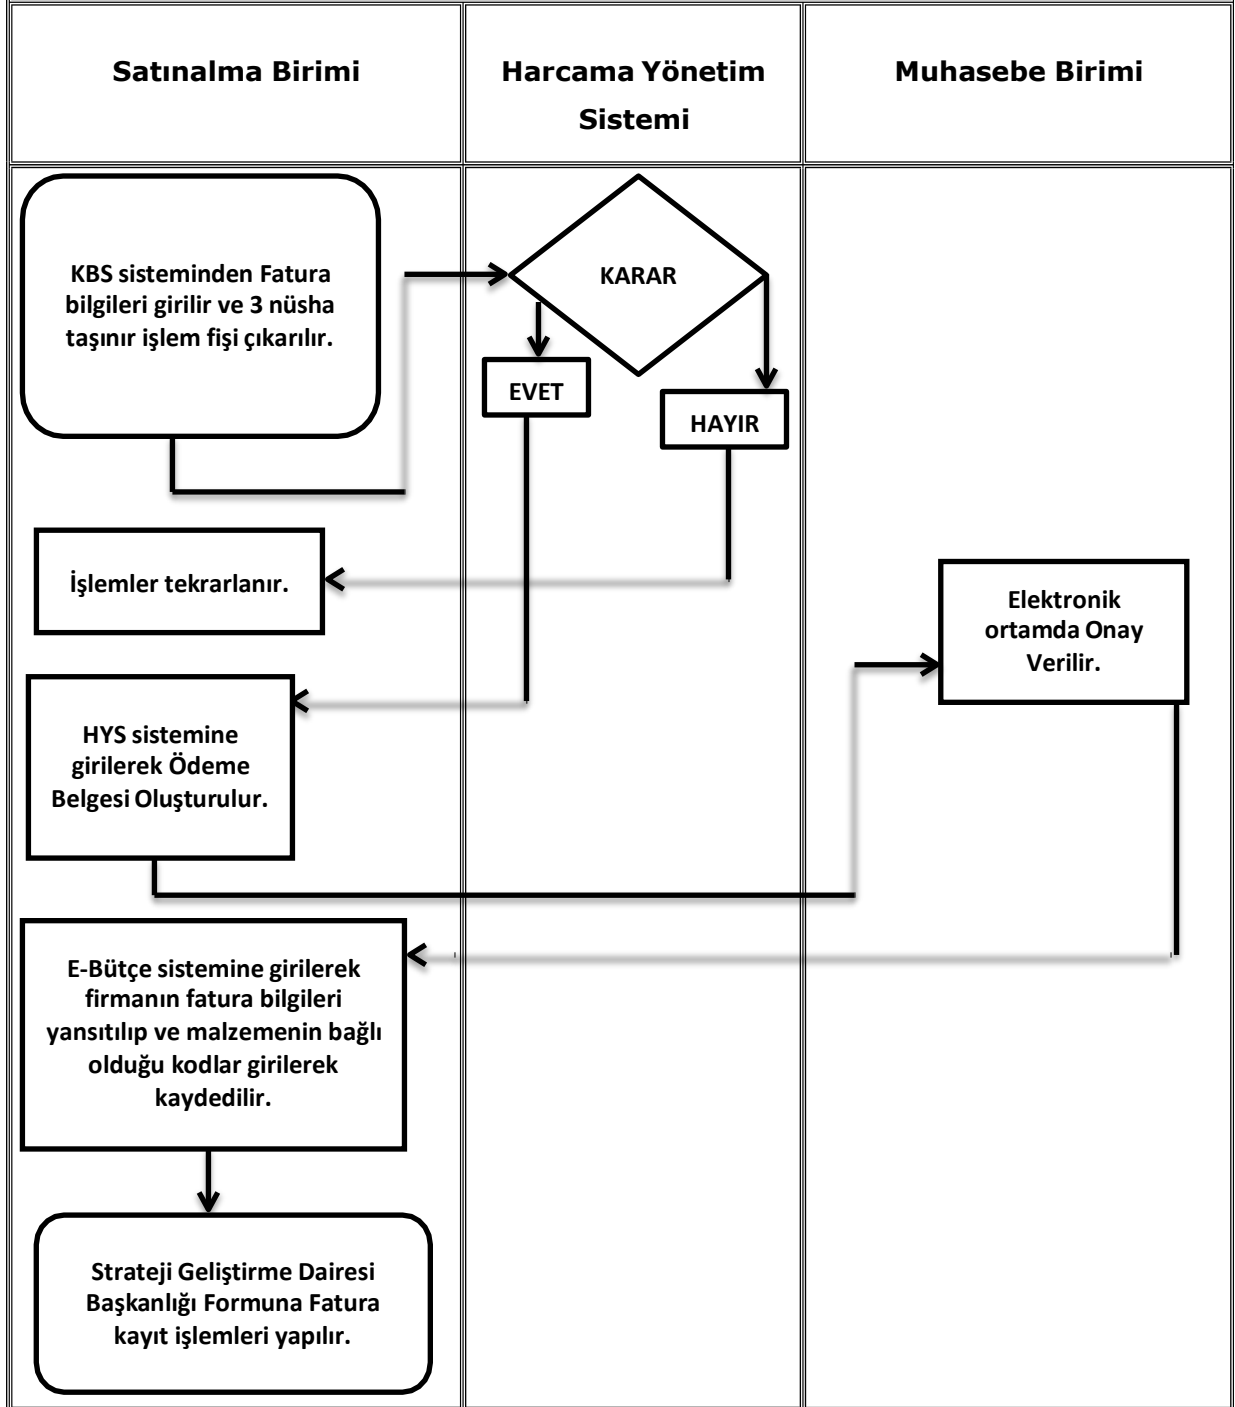 Satınalma Birimi
Harcama Yönetim
Sistemi
Muhasebe Birimi
KBS sisteminden Fatura
bilgileri girilir ve 3 nüsha
taşınır işlem fişi çıkarılır.
KARAR
EVET
HAYIR
İşlemler tekrarlanır.
Elektronik
ortamda Onay
Verilir.
HYS sistemine
girilerek Ödeme
Belgesi Oluşturulur.
E-Bütçe sistemine girilerek
firmanın fatura bilgileri
yansıtılıp ve malzemenin bağlı
olduğu kodlar girilerek
kaydedilir.
Strateji Geliştirme Dairesi
Başkanlığı Formuna Fatura
kayıt işlemleri yapılır.